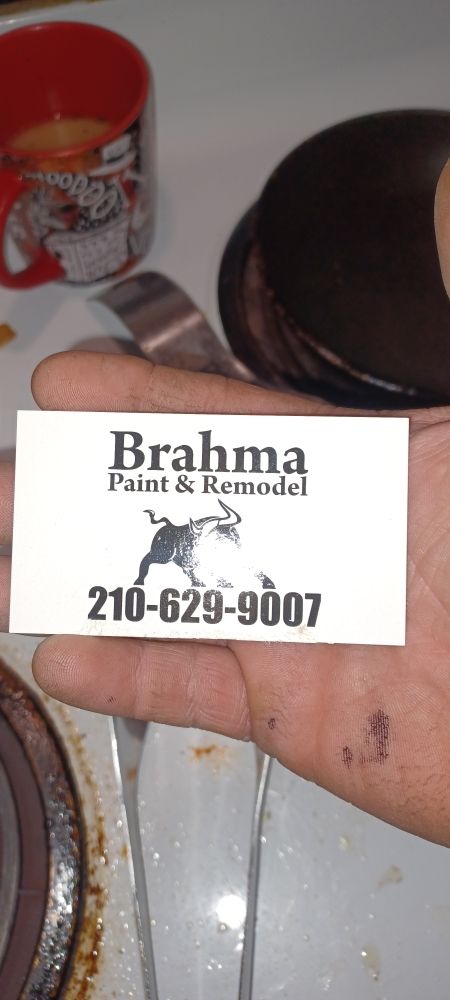 Brahma
Paint & Remodel
210-629-9007